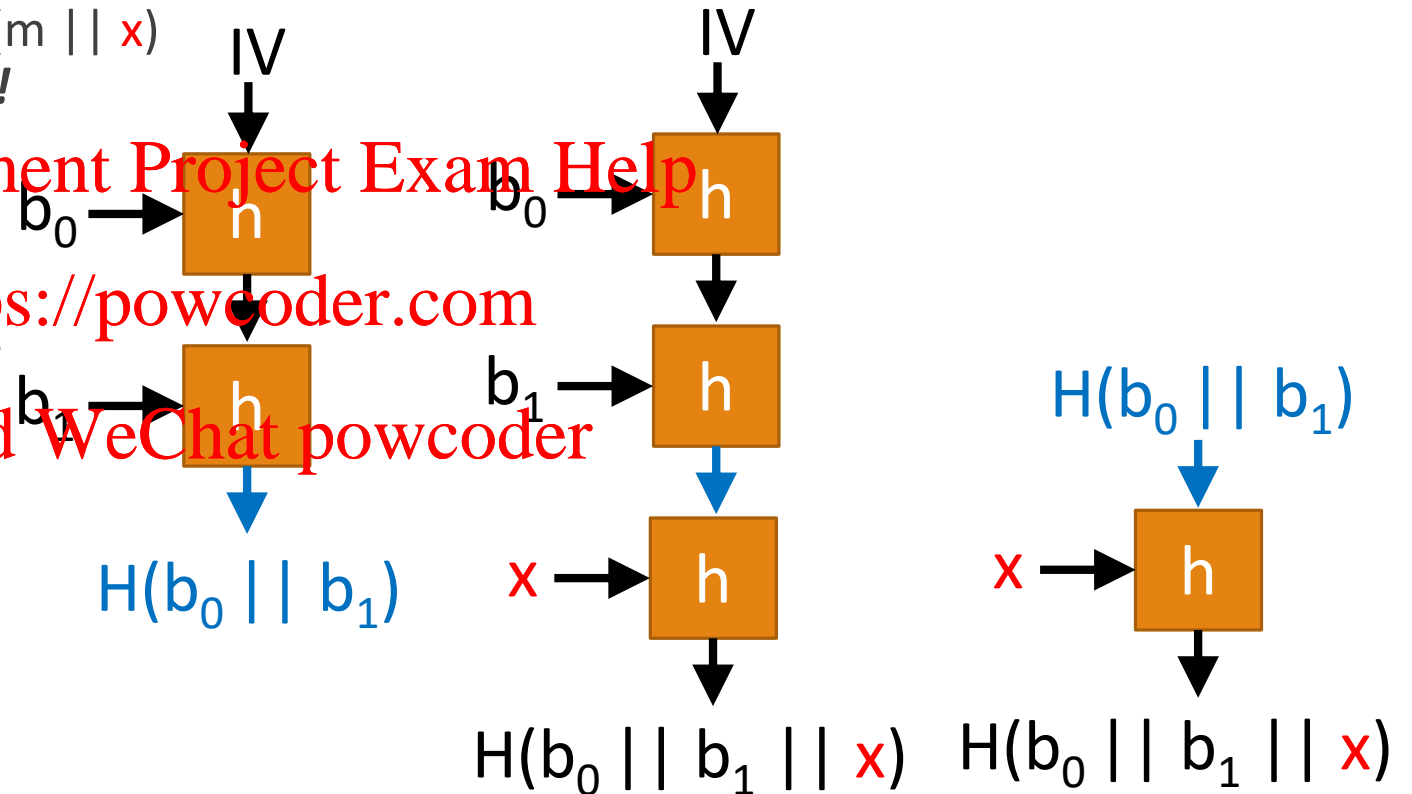 (m || x)
!
IV
IV
ment Project Exam Help
b0
h
b0
h
s://powcoder.com
b1
h
b1
h
H(b0 || b1)
d WeChat powcoder
H(b0 || b1)
x
h
x
h
H(b0 || b1 || x)
H(b0 || b1 || x)